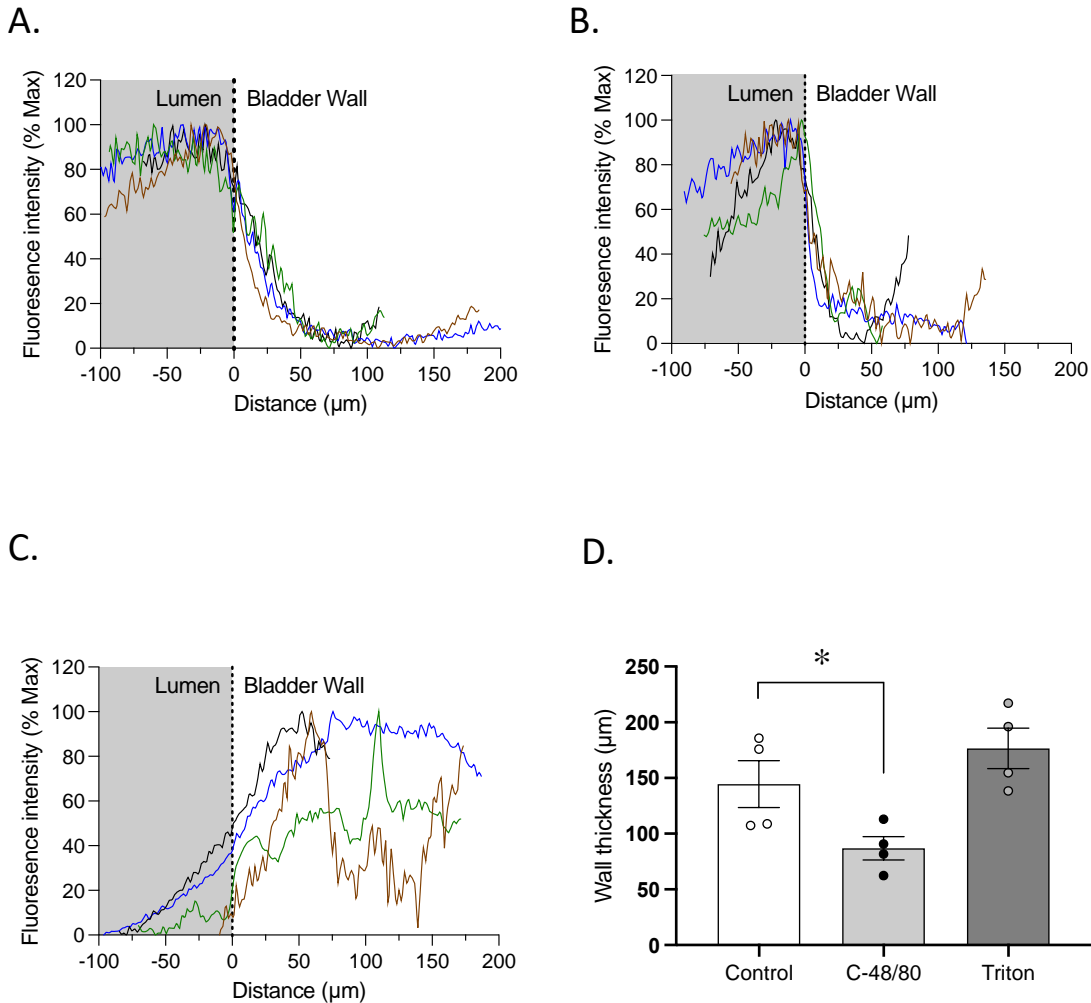 A.
B.
Fluoresence intensity (% Max)
120
100
80
60
40
20
0
Lumen
Bladder Wall
-100
-50
0
50
100
150
200
Distance (µm)
Fluoresence intensity (% Max)
120
100
80
60
40
20
0
Lumen
Bladder Wall
-100
-50
0
50
100
150
200
Distance (µm)
C.
D.
Fluoresence intensity (% Max)
120
100
80
60
40
20
0
Lumen
Bladder Wall
-100
-50
0
50
100
150
200
Distance (µm)
Wall thickness (µm)
250
200
150
100
50
0
*
Control
C-48/80
Triton